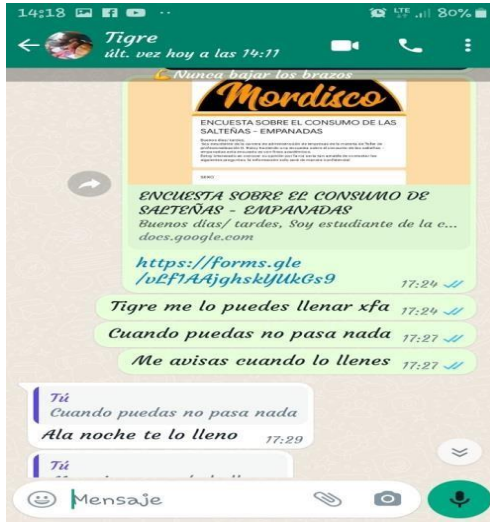 14:18
LTE
80%
Tigre
últ. vez hoy a las 14:11
Nunca bajar los brazos
Mordisco
ENCUESTA SOBRE EL CONSUMO DE LAS
SALTEÑAS - EMPANADAS
ENCUESTA SOBRE EL CONSUMO DE
SALTEÑAS - EMPANADAS
Buenos días/ tardes, Soy estudiante de la c...
docs.google.com
https://forms.gle
/vLf1AAjghskYUkGs9
17:24
Tigre me lo puedes llenar xfa 17:24
Cuando puedas no pasa nada 17:27
Me avisas cuando lo llenes 17:27
Tú
Cuando puedas no pasa nada
Ala noche te lo lleno 17:29
Tú
Mensaje